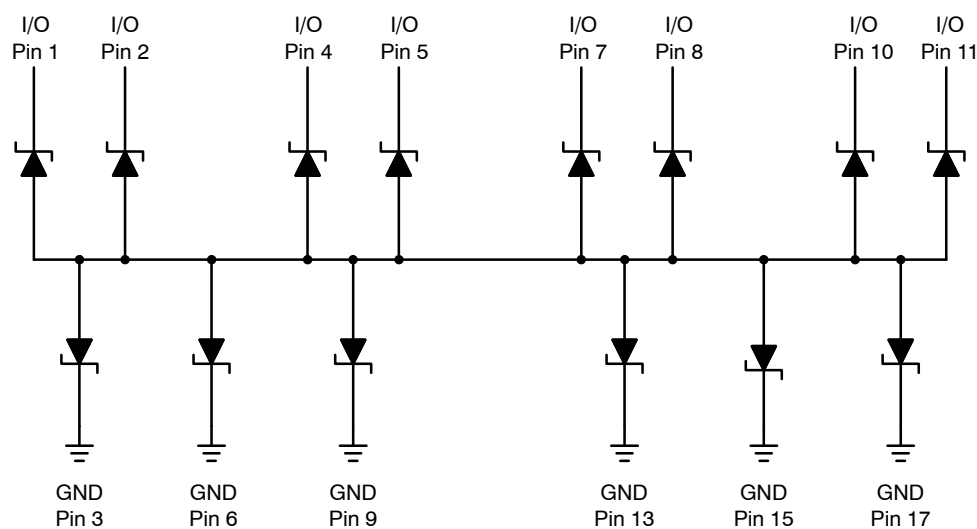 I/O I/O I/O I/O I/O I/O I/O I/O
Pin 1 Pin 2 Pin 4 Pin 5 Pin 7 Pin 8 Pin 10 Pin 11
GND GND GND GND GND GND
Pin 3 Pin 6 Pin 9 Pin 13 Pin 15 Pin 17